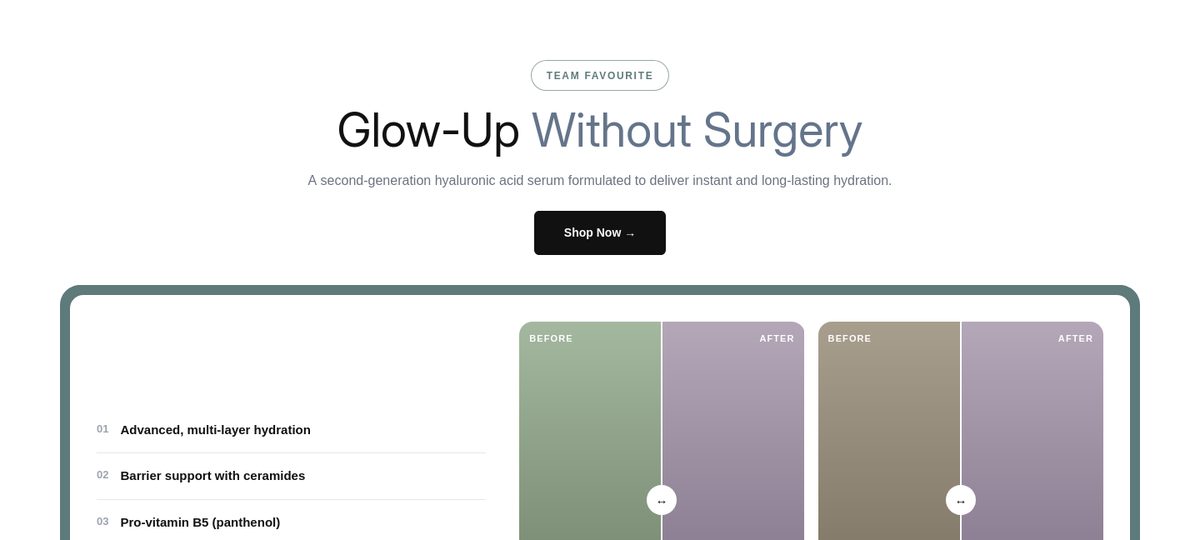 TEAM FAVOURITE
Glow-Up Without Surgery
A second-generation hyaluronic acid serum formulated to deliver instant and long-lasting hydration.
Shop Now →
BEFORE
AFTER
BEFORE
AFTER
01 Advanced, multi-layer hydration
02 Barrier support with ceramides
03 Pro-vitamin B5 (panthenol)